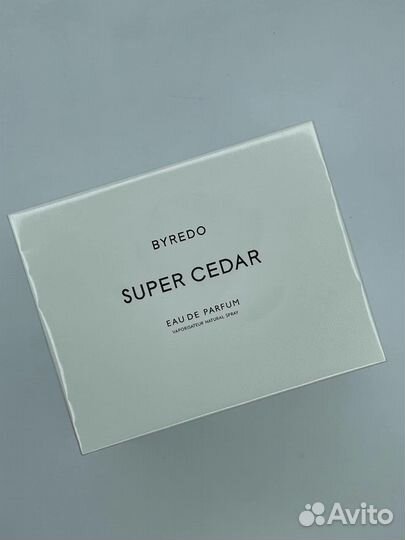 BYREDO
SUPER CEDAR
EAU DE PARFUM
VAPORISATEUR NATURAL SPRAY
Avito